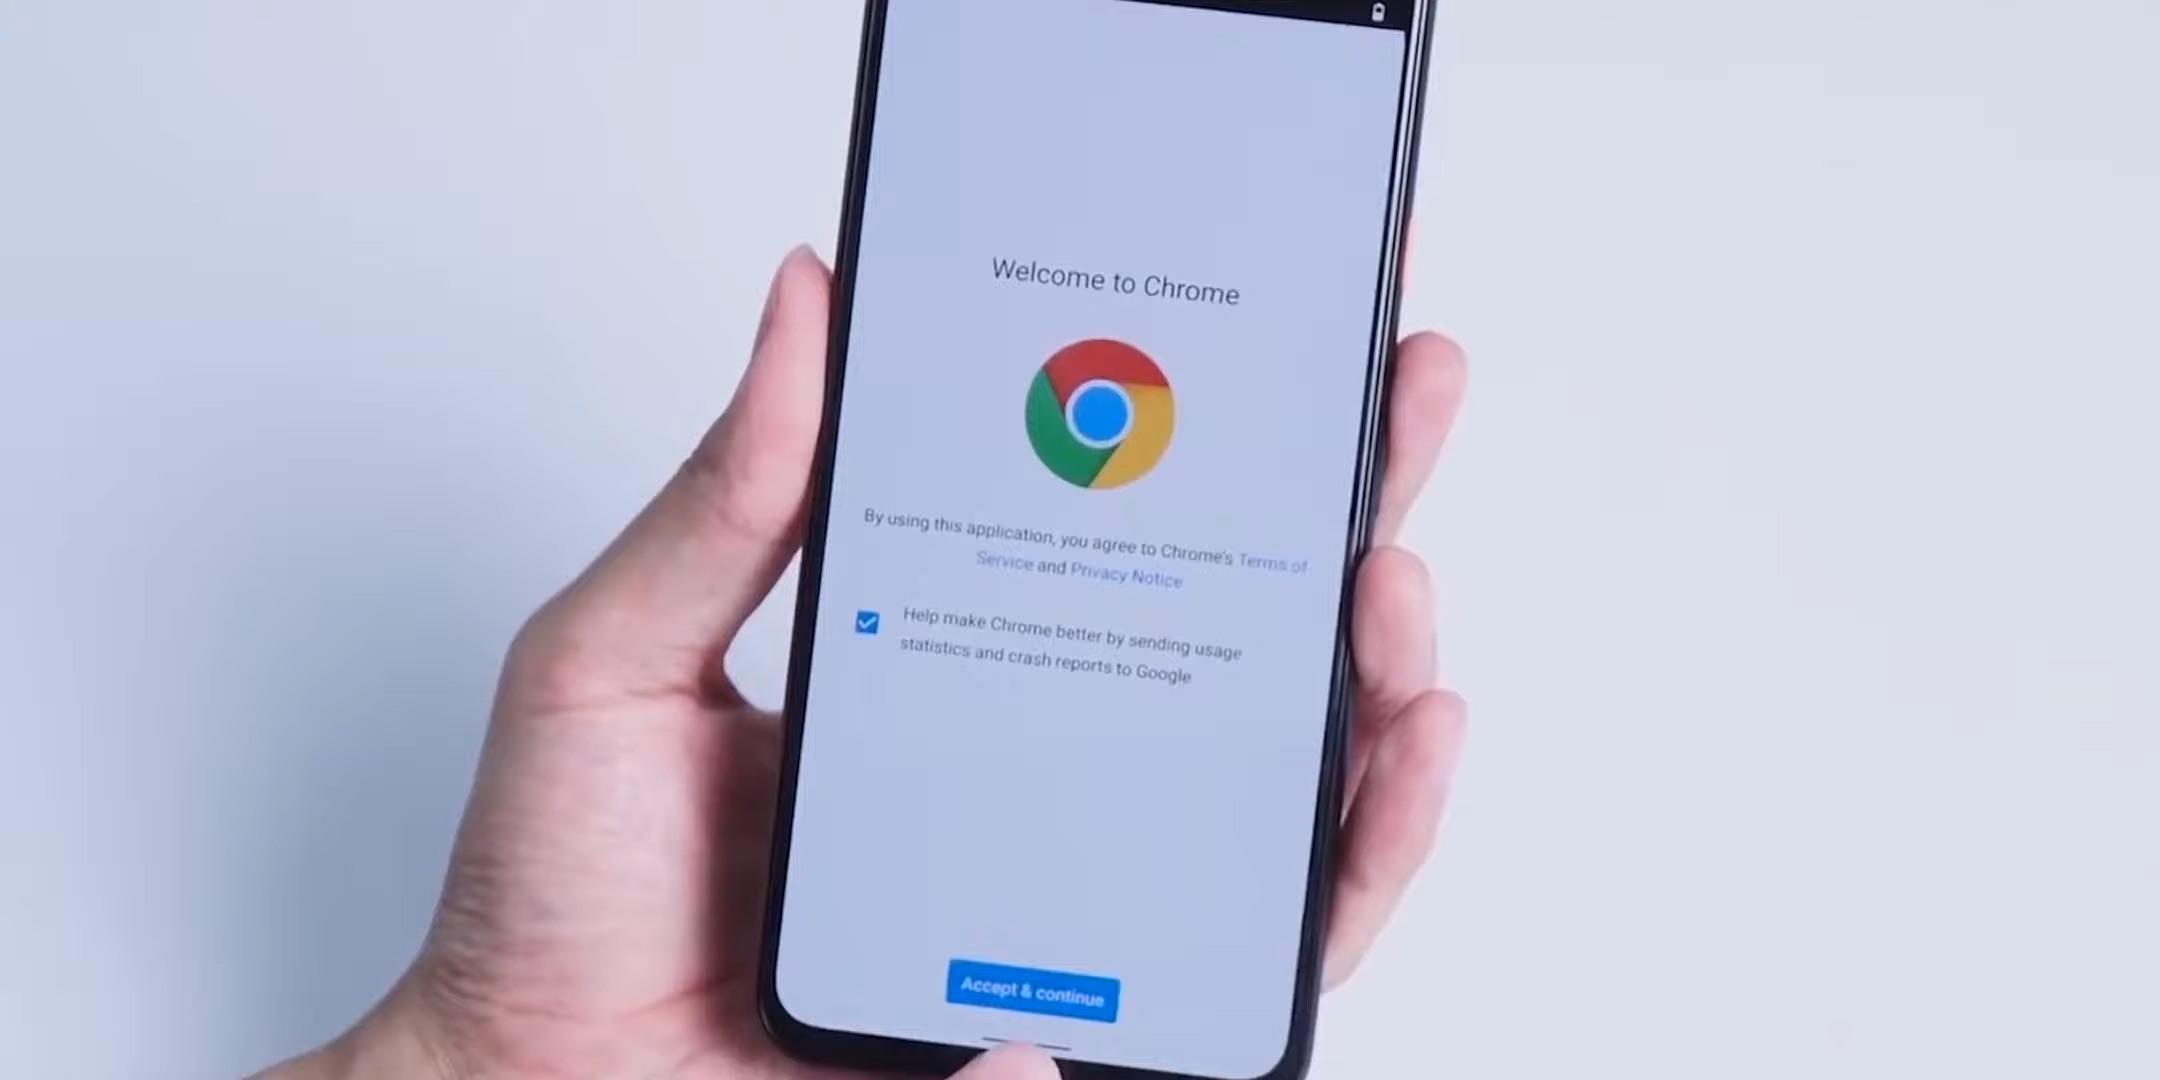 Welcome to Chrome
By using this application, you agree to Chrome's Terms of
Service and Privacy Notice
Help make Chrome better by sending usage
statistics and crash reports to Google
Accept & continue